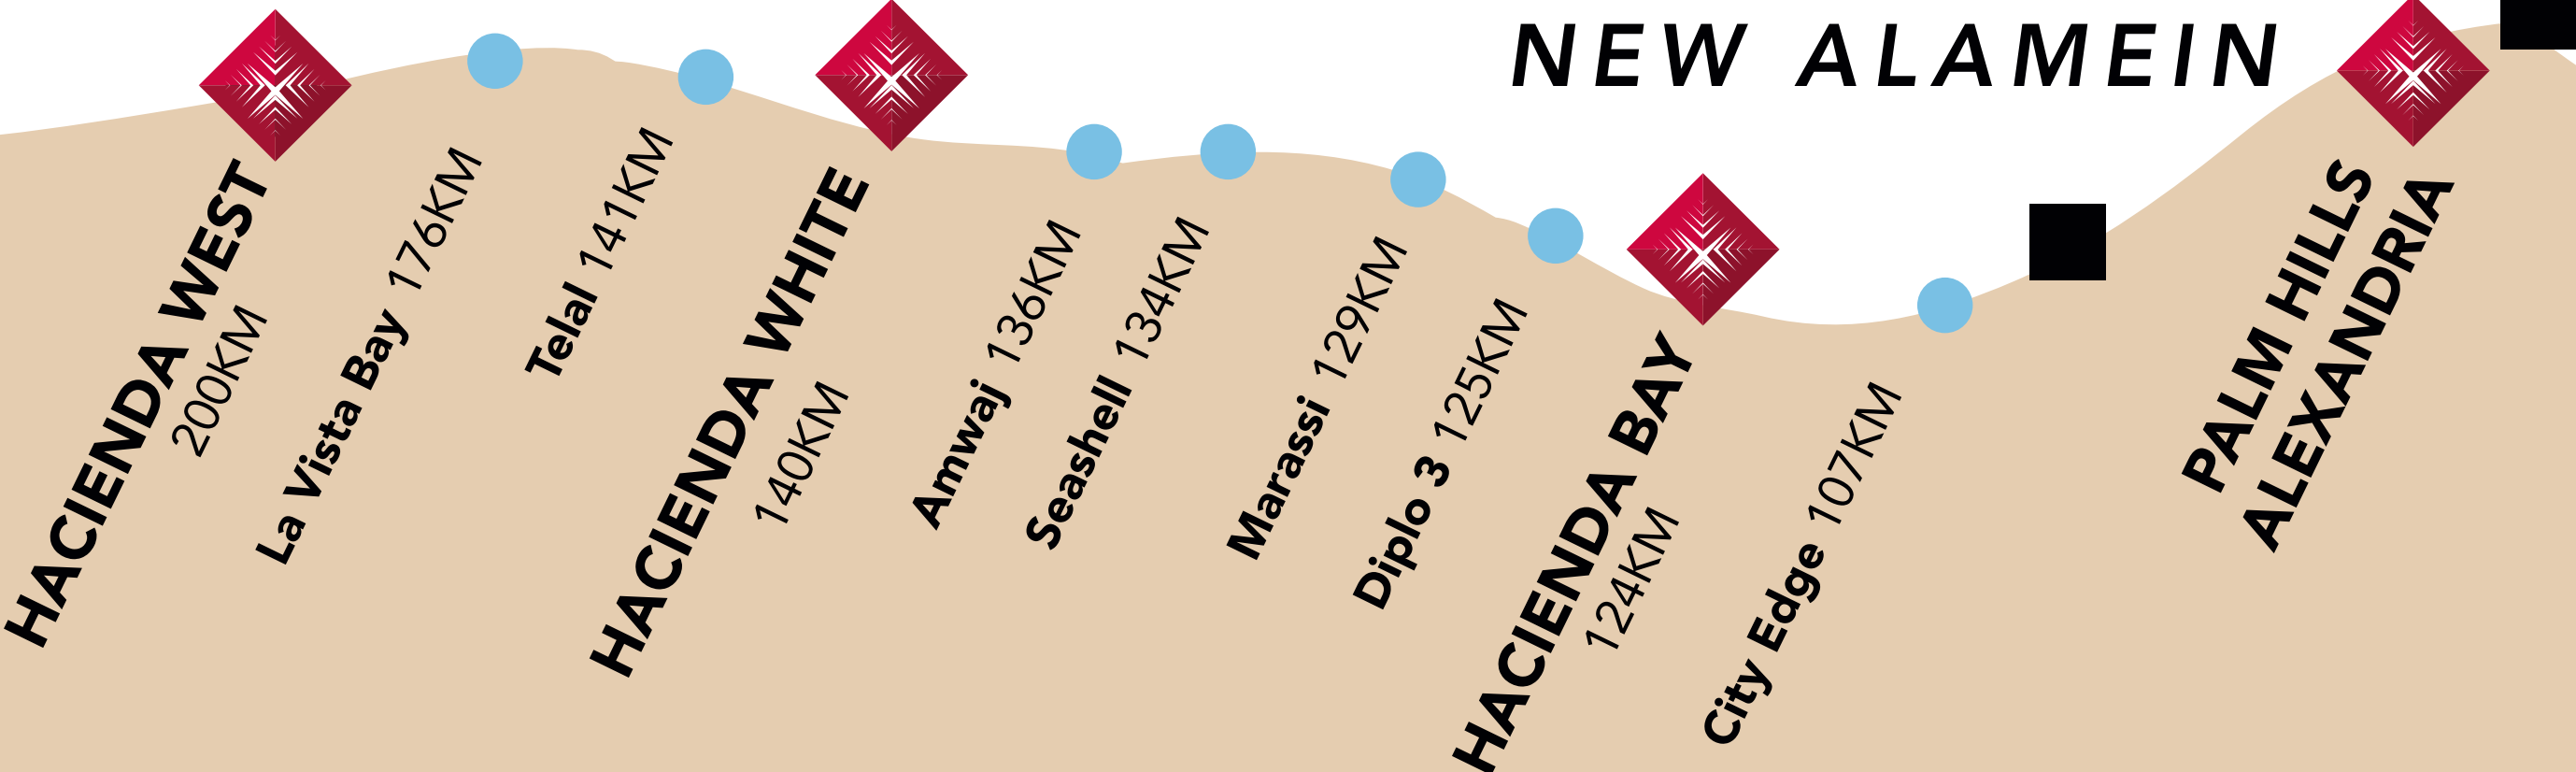 NEW ALAMEIN
HACIENDA WEST
200KM
La Vista Bay 176KM
Telal 141KM
HACIENDA WHITE
140KM
Amwaj 136KM
Seashell 134KM
Marassi 129KM
Diplo 3 125KM
HACIENDA BAY
124KM
City Edge 107KM
PALM HILLS
ALEXANDRIA